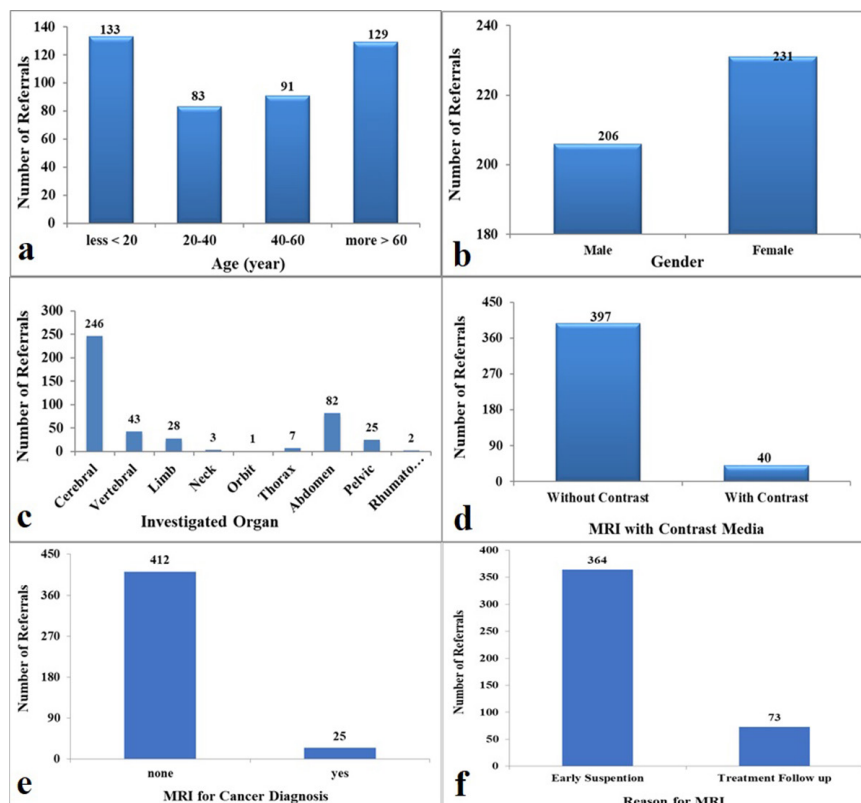 140
120
100
80
60
40
20
0
133
83
91
129
less < 20
20-40
40-60
more > 60
Number of Referrals
Age (year)
a
260
240
220
200
180
206
231
Male
Female
Number of Referrals
Gender
b
300
250
200
150
100
50
0
246
43
28
3
1
7
82
25
2
Cerebral
Vertebral
Limb
Neck
Orbit
Thorax
Abdomen
Pelvic
Rhumato…
Number of Referrals
Investigated Organ
c
450
360
270
180
90
0
397
40
Without Contrast
With Contrast
Number of Referrals
MRI with Contrast Media
d
450
360
270
180
90
0
412
25
none
yes
Number of Referrals
MRI for Cancer Diagnosis
e
400
350
300
250
200
150
100
50
0
364
73
Early Suspention
Treatment Follow up
Number of Referrals
Reason for MRI
f